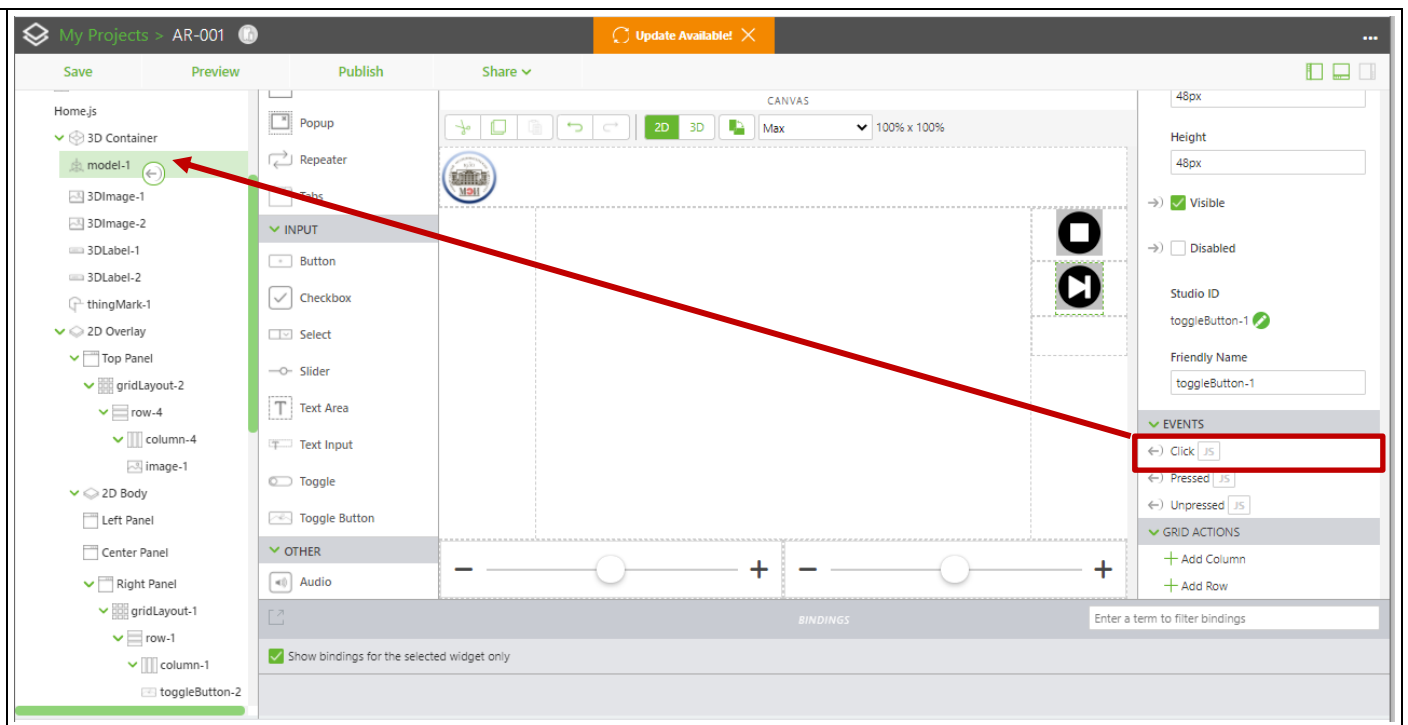 My Projects > AR-001
Update Available!
Save
Preview
Publish
Share
Home.js
3D Container
model-1
3DImage-1
3DImage-2
3DLabel-1
3DLabel-2
thingMark-1
2D Overlay
Top Panel
gridLayout-2
row-4
column-4
image-1
2D Body
Left Panel
Center Panel
Right Panel
gridLayout-1
row-1
column-1
toggleButton-2
Popup
Repeater
Tabs
INPUT
Button
Checkbox
Select
Slider
Text Area
Text Input
Toggle
Toggle Button
OTHER
Audio
CANVAS
2D 3D Max 100% x 100%
48px
Height
48px
Visible
Disabled
Studio ID
toggleButton-1
Friendly Name
toggleButton-1
EVENTS
Click JS
Pressed JS
Unpressed JS
GRID ACTIONS
Add Column
Add Row
BINDINGS
Enter a term to filter bindings
Show bindings for the selected widget only